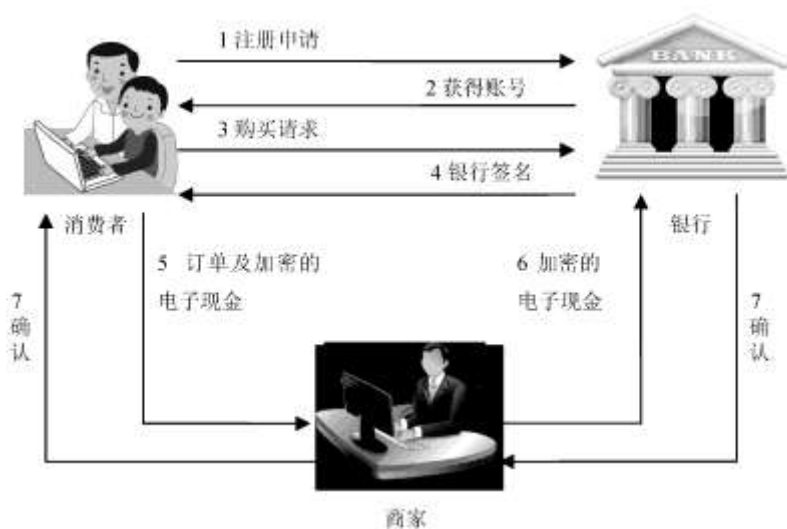 1 注册申请
BANK
2 获得账号
3 购买请求
4 银行签名
消费者
银行
5 订单及加密的
电子现金
6 加密的
电子现金
7
确
认
7
确
认
商家